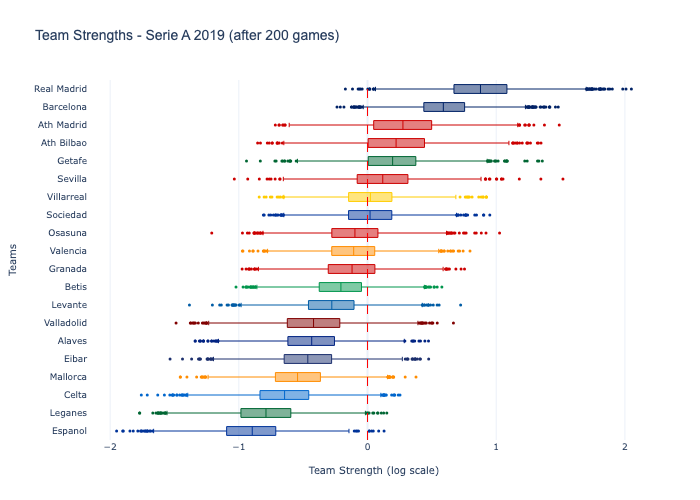 Team Strengths - Serie A 2019 (after 200 games)
Real Madrid
Barcelona
Ath Madrid
Ath Bilbao
Getafe
Sevilla
Villarreal
Sociedad
Osasuna
Valencia
Granada
Betis
Levante
Valladolid
Alaves
Eibar
Mallorca
Celta
Leganes
Espanol
Teams
−2 −1 0 1 2
Team Strength (log scale)